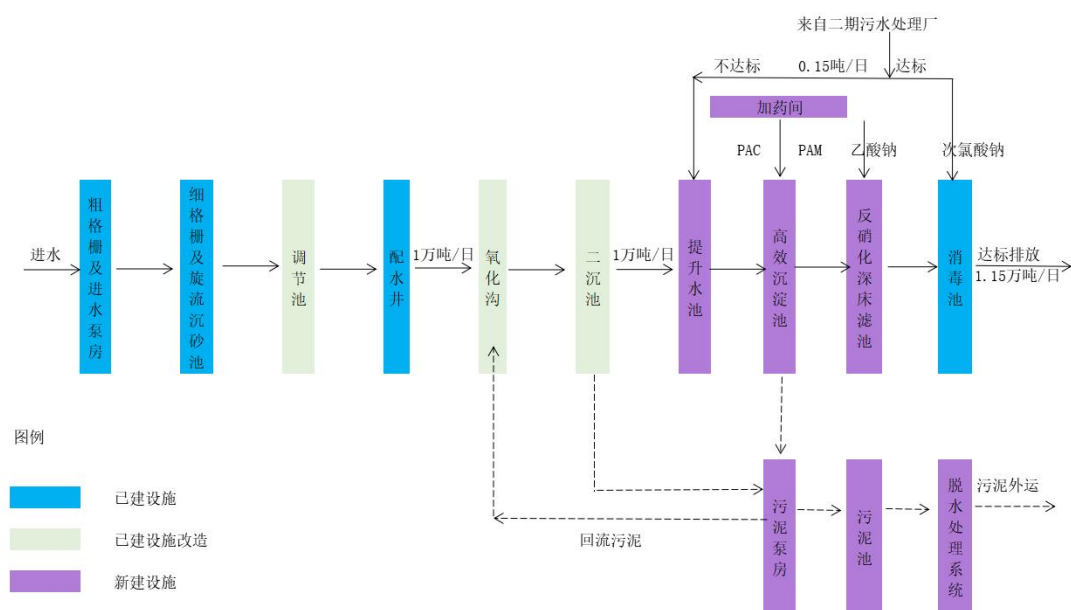 来自二期污水处理厂
不达标 0.15吨/日 达标
加药间
PAC PAM 乙酸钠 次氯酸钠
进水
粗格栅及进水泵房
细格栅及旋流沉砂池
调节池
配水井
1万吨/日
氧化沟
二沉池
1万吨/日
提升水池
高效沉淀池
反硝化深床滤池
消毒池
达标排放
1.15万吨/日
图例
已建设施
已建设施改造
新建设施
回流污泥
污泥泵房
污泥池
脱水处理系统
污泥外运